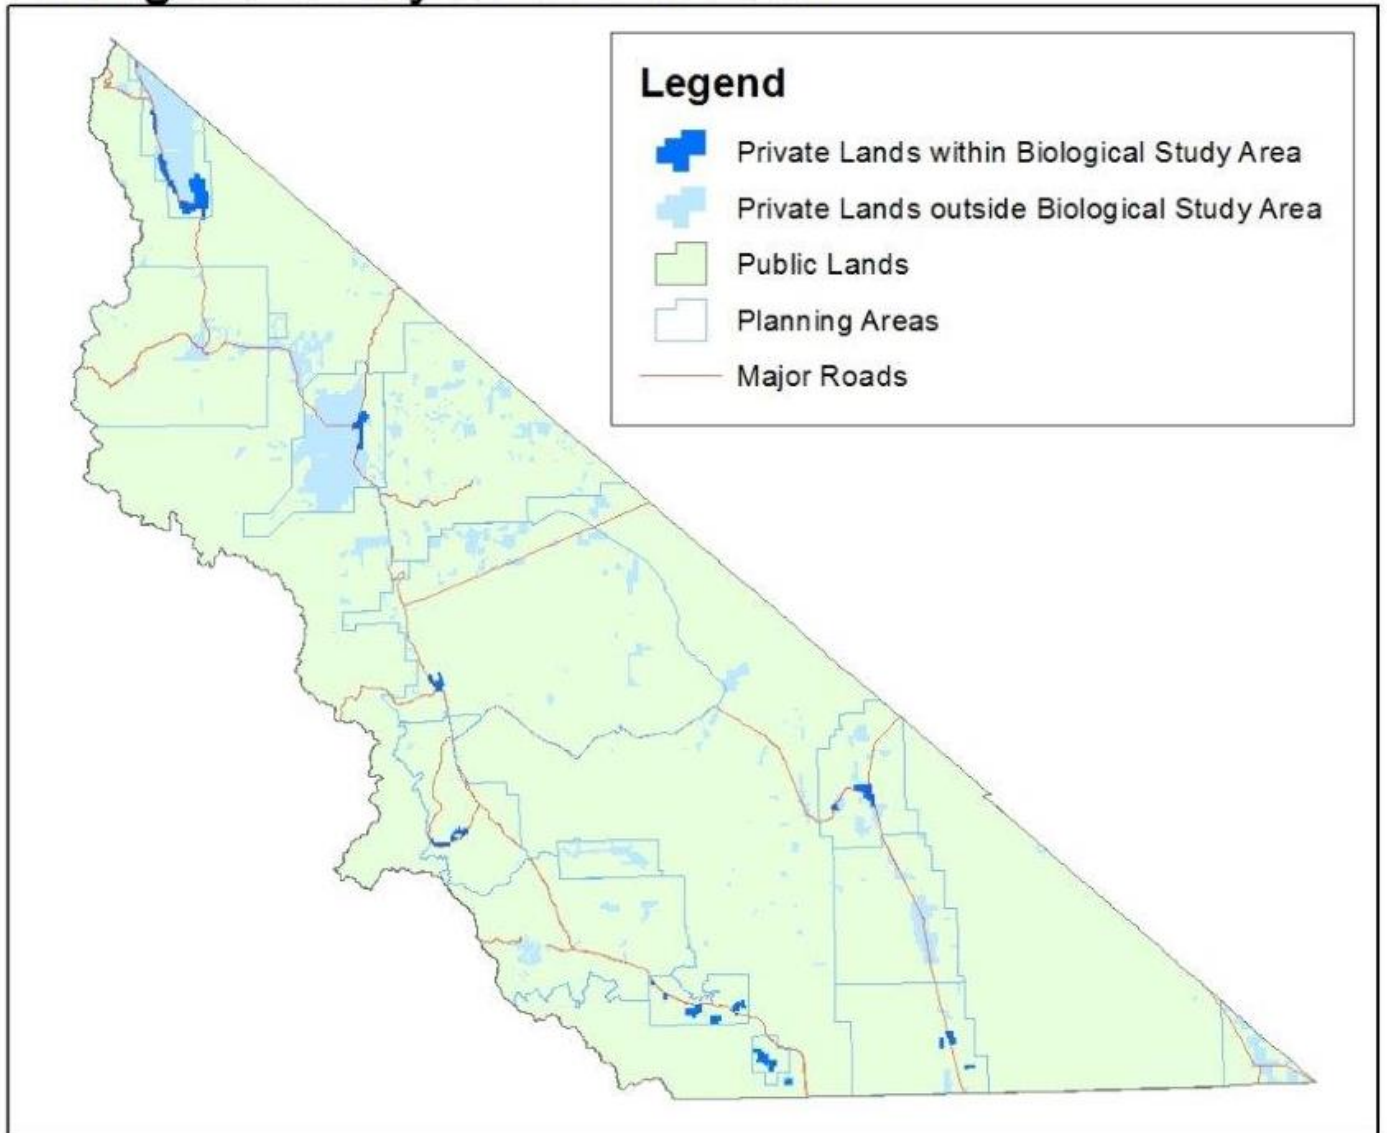 Legend
Private Lands within Biological Study Area
Private Lands outside Biological Study Area
Public Lands
Planning Areas
Major Roads